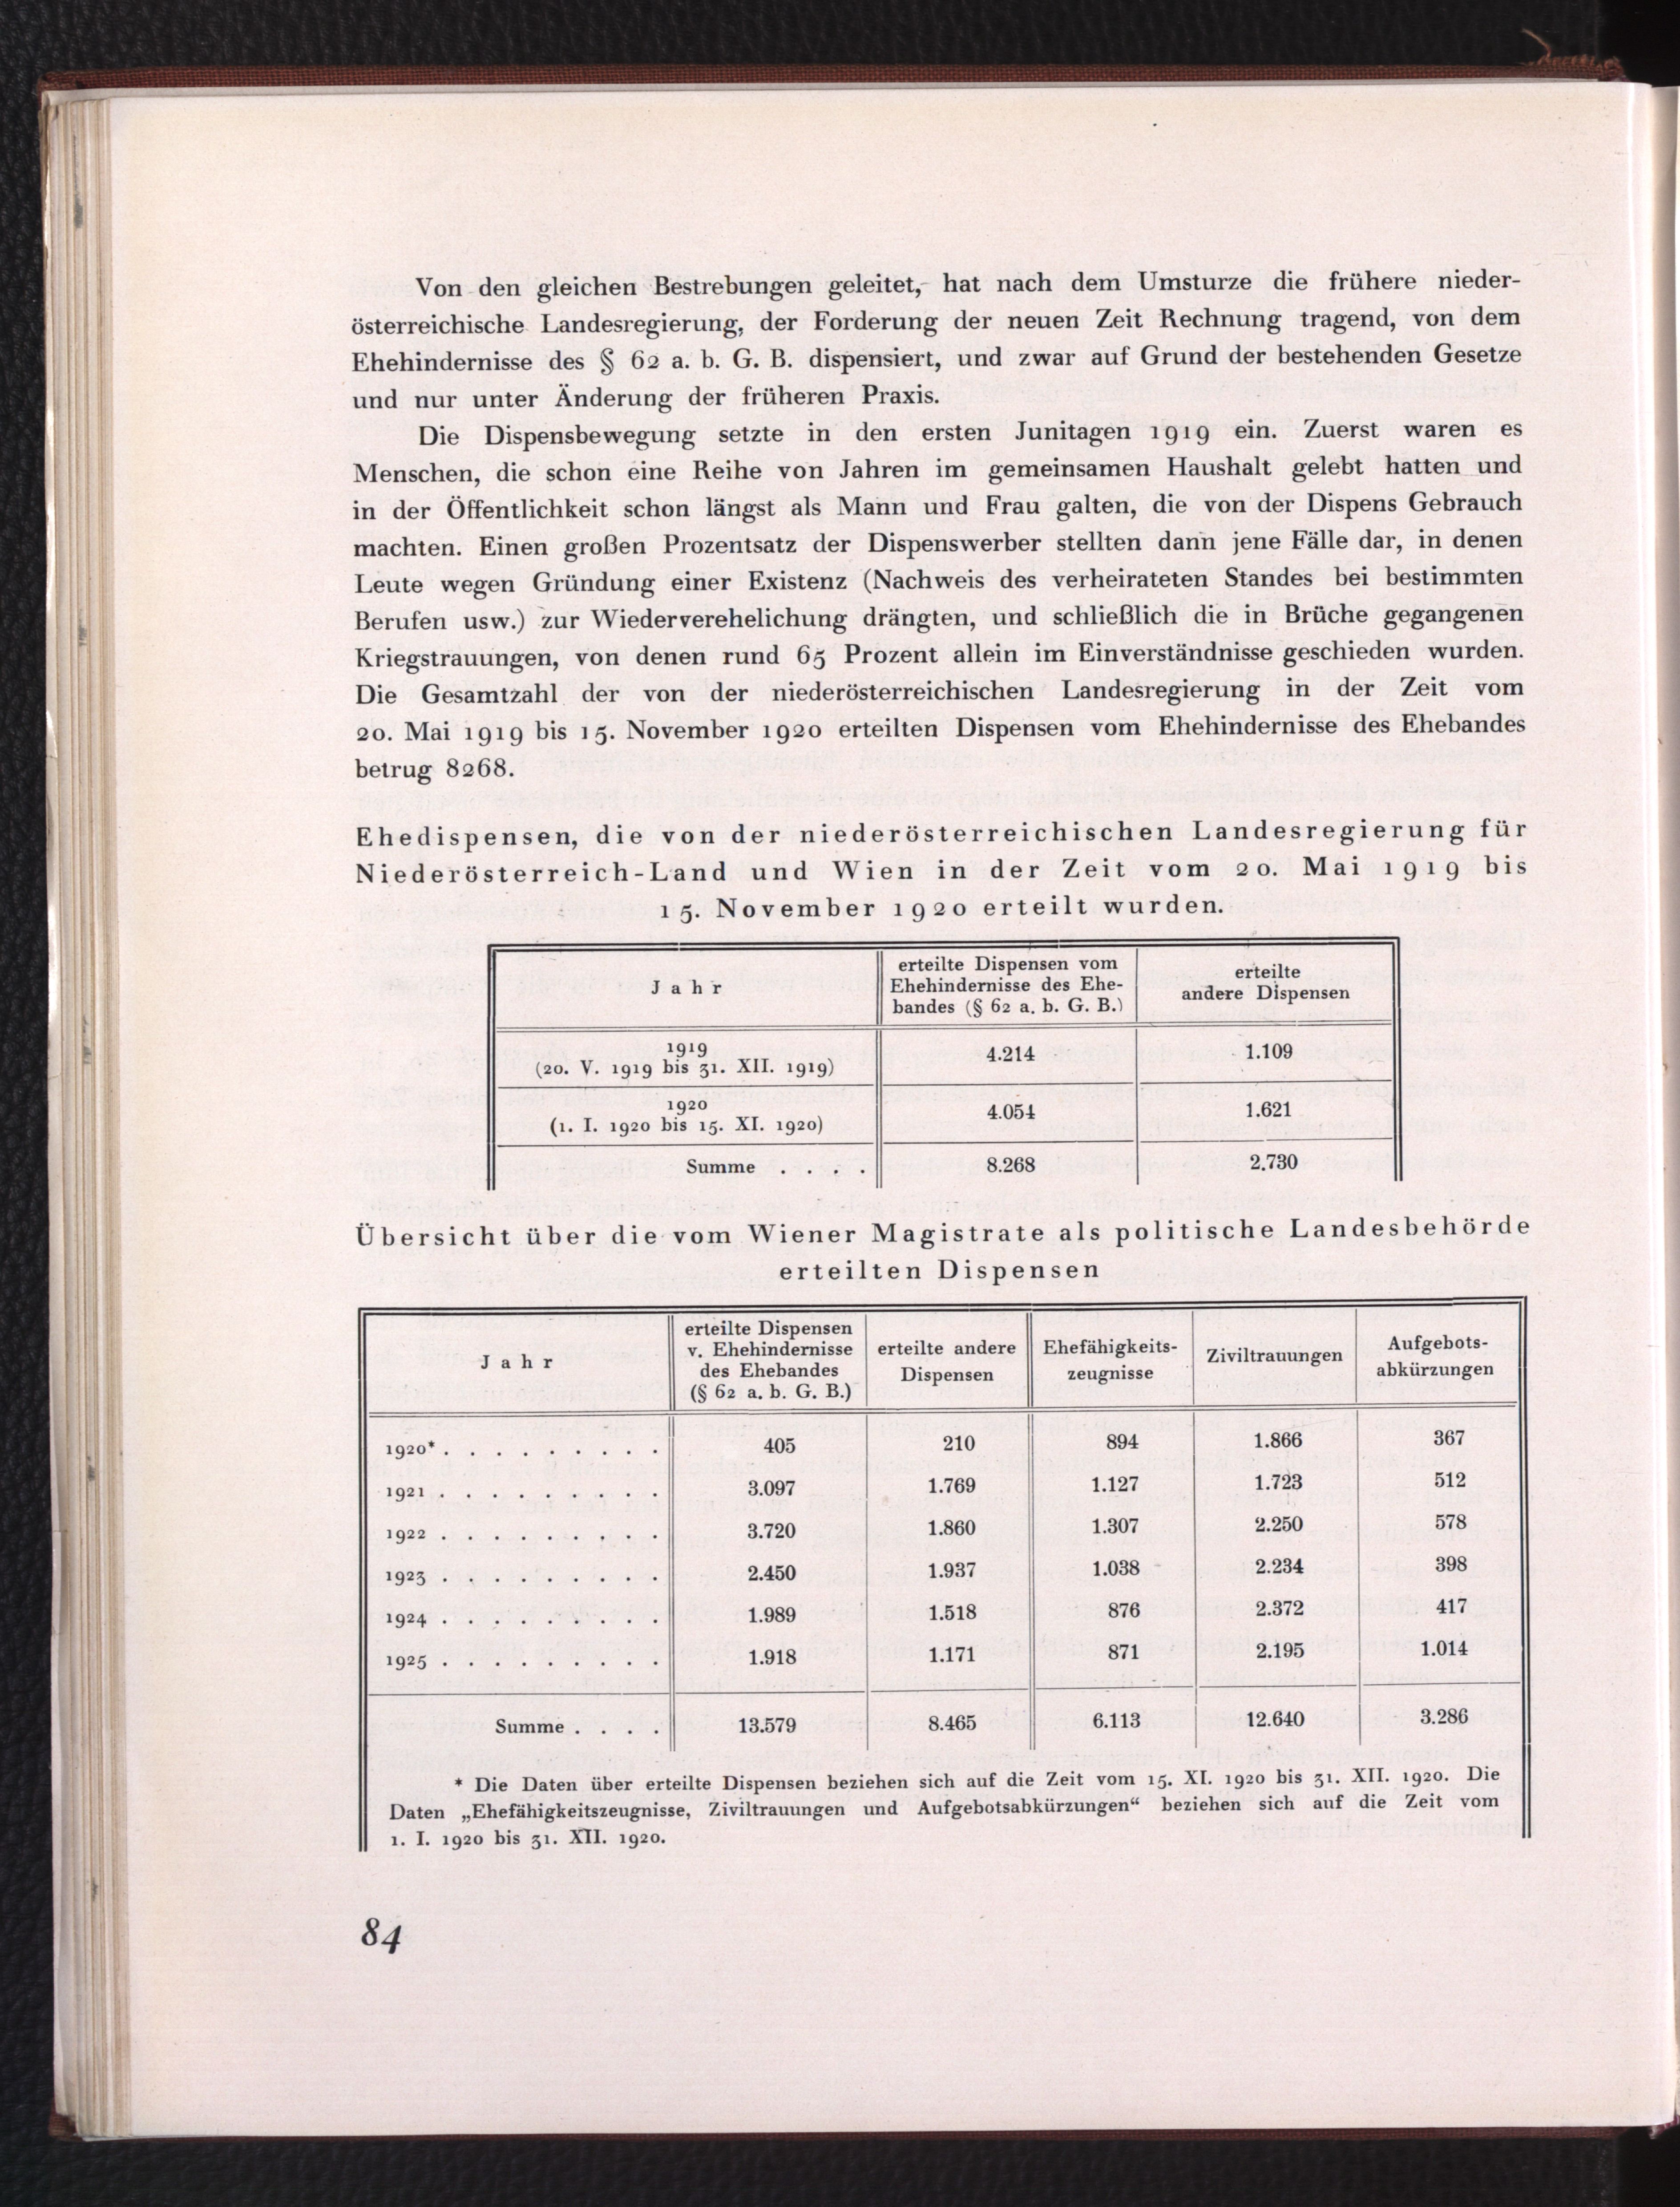 Von den gleichen Bestrebungen geleitet, hat nach dem Umsturze die frühere nieder-
österreichische Landesregierung, der Forderung der neuen Zeit Rechnung tragend, von dem
Ehehindernisse des § 62 a. b. G. B. dispensiert, und zwar auf Grund der bestehenden Gesetze
und nur unter Änderung der früheren Praxis.
Die Dispensbewegung setzte in den ersten Junitagen 1919 ein. Zuerst waren es
Menschen, die schon eine Reihe von Jahren im gemeinsamen Haushalt gelebt hatten und
in der Öffentlichkeit schon längst als Mann und Frau galten, die von der Dispens Gebrauch
machten. Einen großen Prozentsatz der Dispenswerber stellten dann jene Fälle dar, in denen
Leute wegen Gründung einer Existenz (Nachweis des verheirateten Standes bei bestimmten
Berufen usw.) zur Wiederverehelichung drängten, und schließlich die in Brüche gegangenen
Kriegstrauungen, von denen rund 65 Prozent allein im Einverständnisse geschieden wurden.
Die Gesamtzahl der von der niederösterreichischen Landesregierung in der Zeit vom
20. Mai 1919 bis 15. November 1920 erteilten Dispensen vom Ehehindernisse des Ehebandes
betrug 8268.
Ehedispensen, die von der niederösterreichischen Landesregierung für
Niederösterreich-Land und Wien in der Zeit vom 20. Mai 1919 bis
15. November 1920 erteilt wurden.
Jahr
erteilte Dispensen vom
Ehehindernisse des Ehe-
bandes (§ 62 a. b. G. B.)
erteilte
andere Dispensen
1919
(20. V. 1919 bis 31. XII. 1919)
4.214
1.109
1920
(1. I. 1920 bis 15. XI. 1920)
4.054
1.621
Summe . . . . 8.268 2.730
Übersicht über die vom Wiener Magistrate als politische Landesbehörde
erteilten Dispensen
Jahr
erteilte Dispensen
v. Ehehindernisse
des Ehebandes
(§ 62 a. b. G. B.)
erteilte andere
Dispensen
Ehefähigkeits-
zeugnisse
Ziviltrauungen
Aufgebots-
abkürzungen
1920* . . . . . . . . . 405 210 894 1.866 367
1921 . . . . . . . . . 3.097 1.769 1.127 1.723 512
1922 . . . . . . . . . 3.720 1.860 1.307 2.250 578
1923 . . . . . . . . . 2.450 1.937 1.038 2.234 398
1924 . . . . . . . . . 1.989 1.518 876 2.372 417
1925 . . . . . . . . . 1.918 1.171 871 2.195 1.014
Summe . . . . 13.579 8.465 6.113 12.640 3.286
* Die Daten über erteilte Dispensen beziehen sich auf die Zeit vom 15. XI. 1920 bis 31. XII. 1920. Die
Daten „Ehefähigkeitszeugnisse, Ziviltrauungen und Aufgebotsabkürzungen“ beziehen sich auf die Zeit vom
1. I. 1920 bis 31. XII. 1920.
84